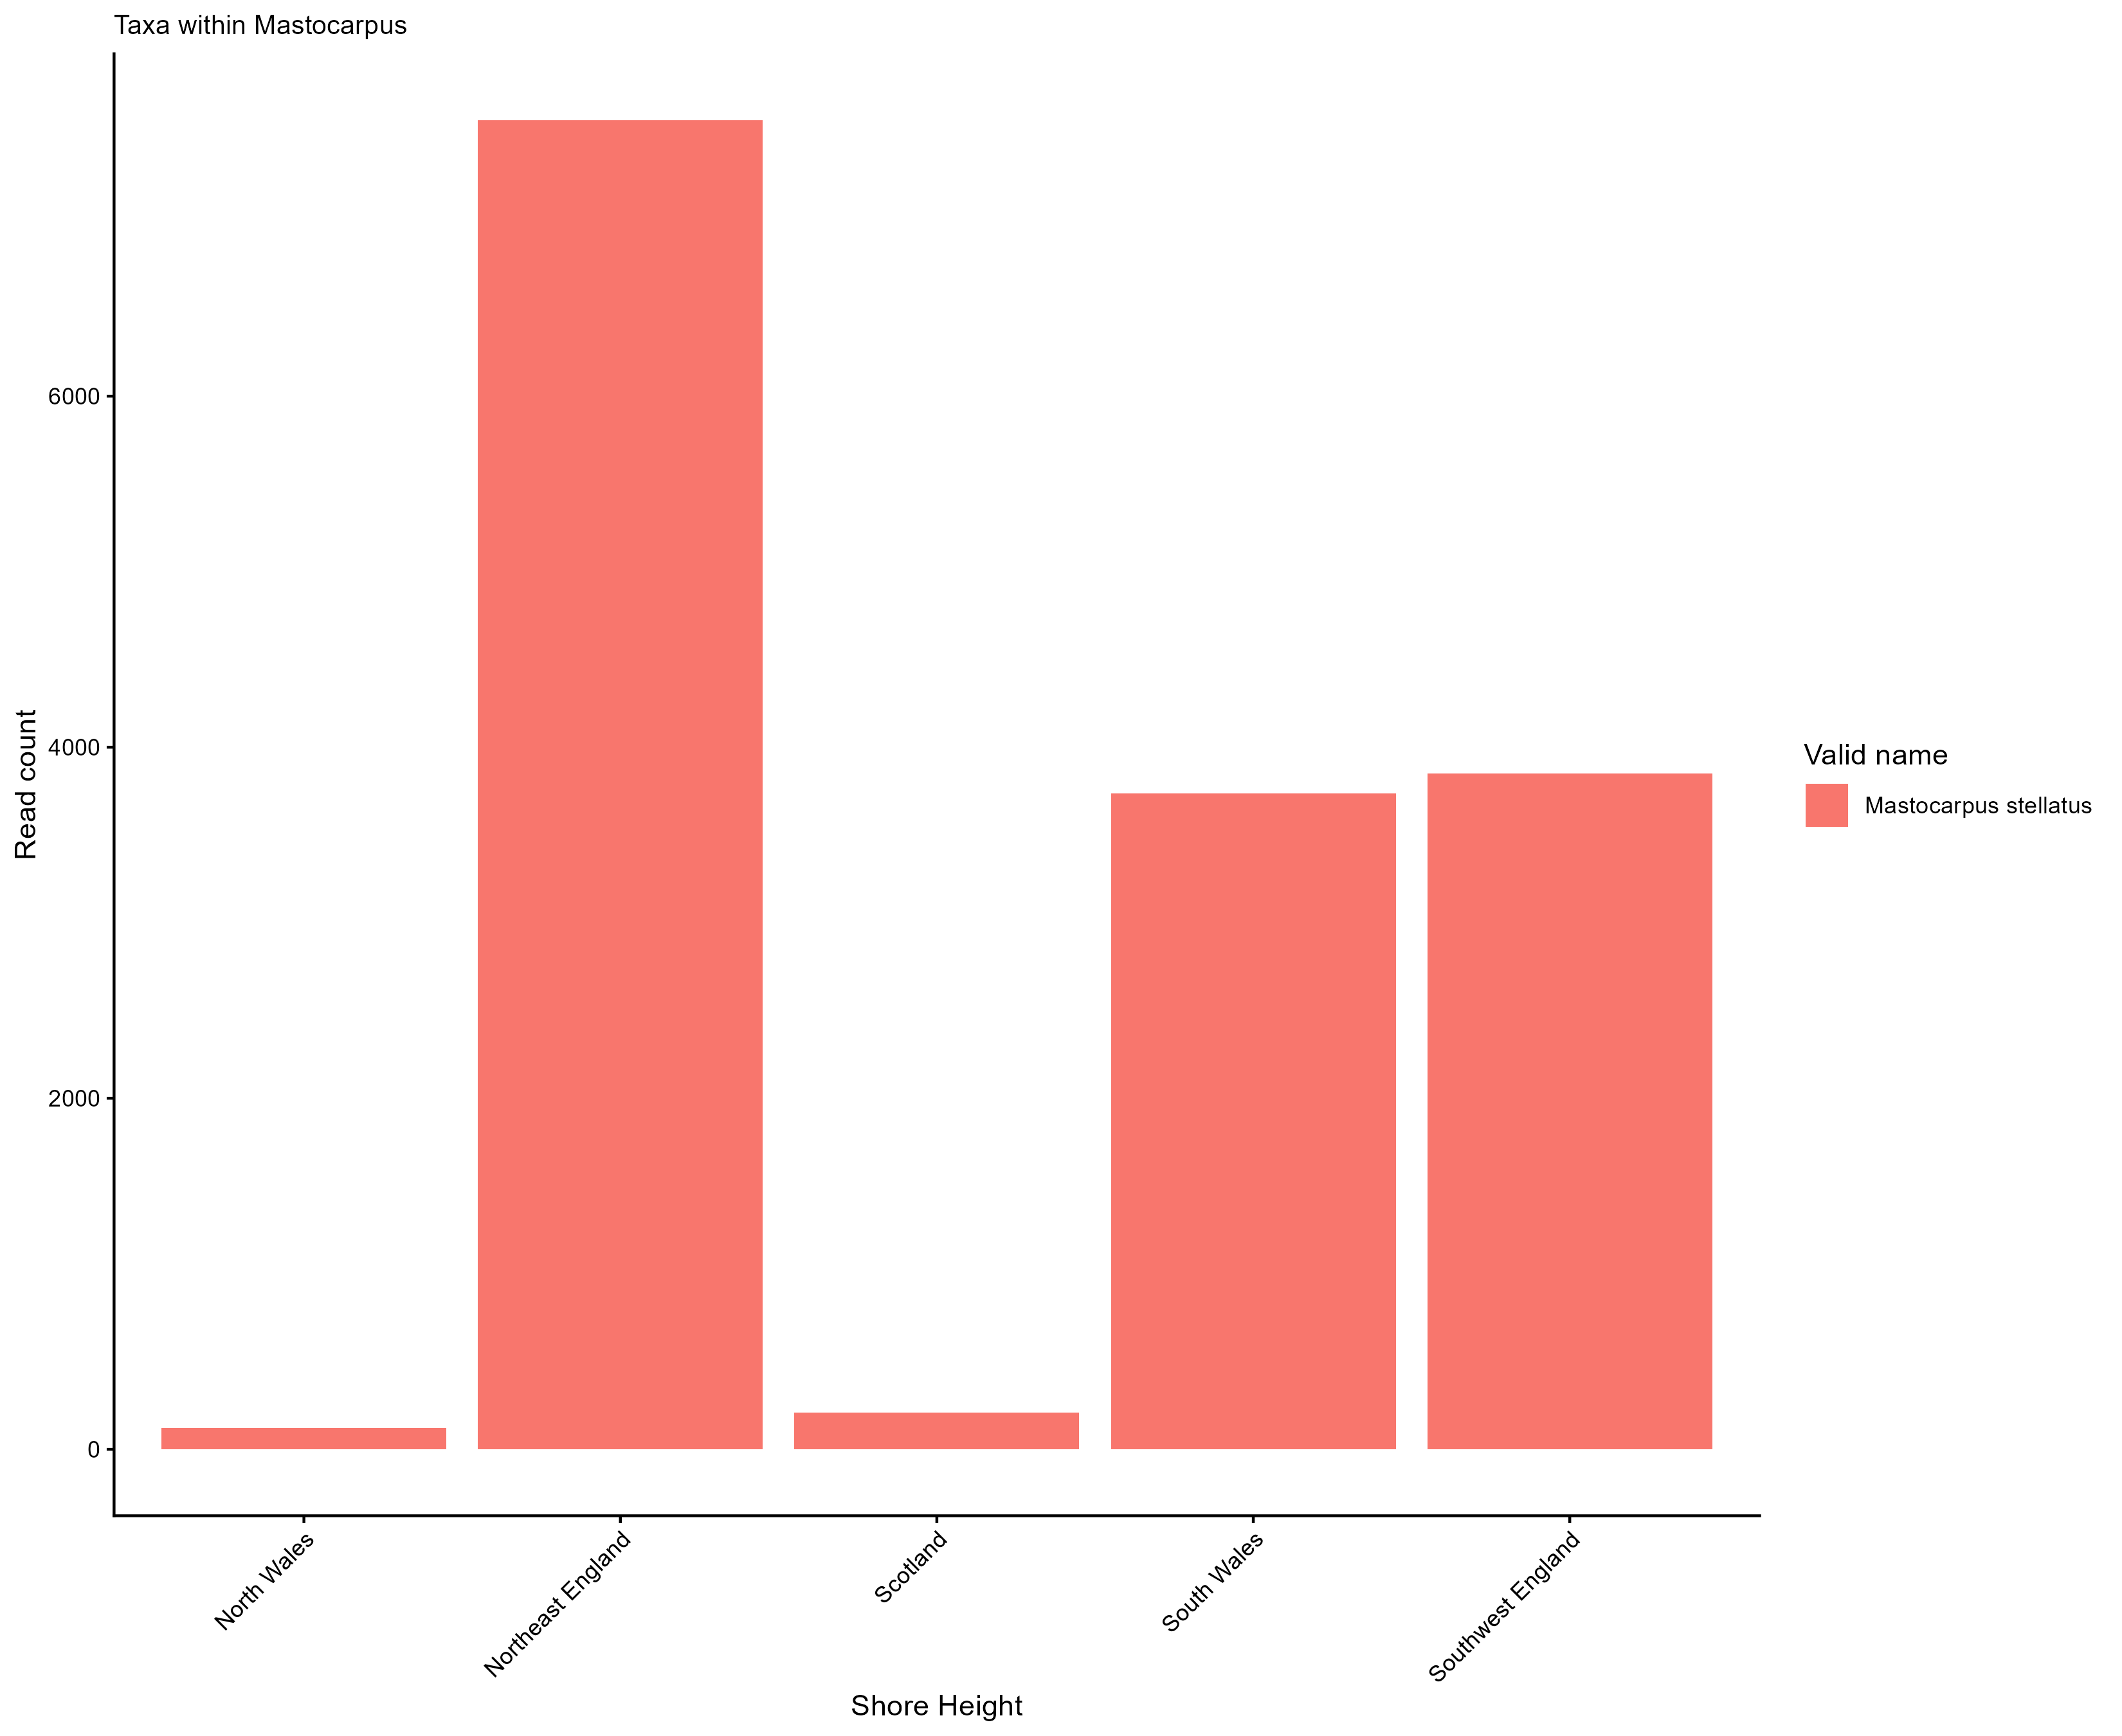 Taxa within Mastocarpus
Read count
6000
4000
2000
0
North Wales
Northeast England
Scotland
South Wales
Southwest England
Shore Height
Valid name
Mastocarpus stellatus